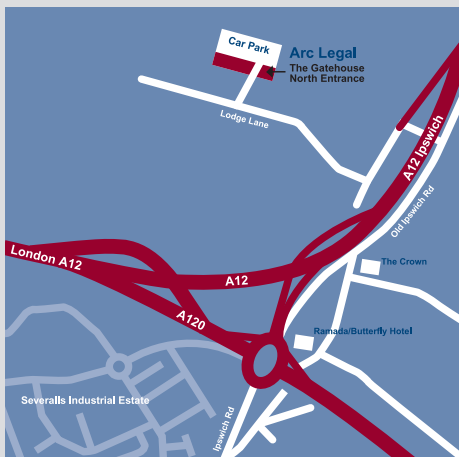 Car Park
Arc Legal
The Gatehouse
North Entrance
Lodge Lane
A12 Ipswich
Old Ipswich Rd
London A12
A12
The Crown
A120
Ramada/Butterfly Hotel
Severalls Industrial Estate
Ipswich Rd